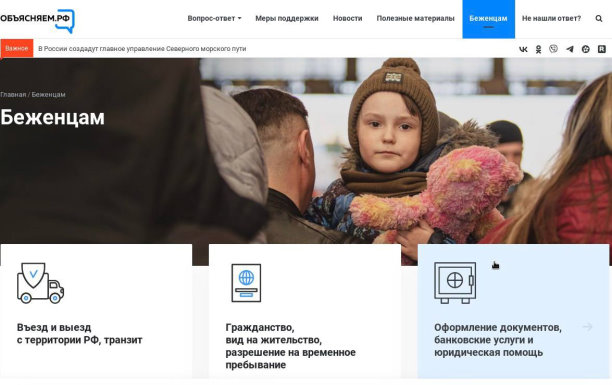 ОБЪЯСНЯЕМ.РФ
Вопрос-ответ Меры поддержки Новости Полезные материалы Беженцам Не нашли ответ?
Важное В России создадут главное управление Северного морского пути
Главная / Беженцам
Беженцам
Въезд и выезд
с территории РФ, транзит
Гражданство,
вид на жительство,
разрешение на временное
пребывание
Оформление документов,
банковские услуги и
юридическая помощь